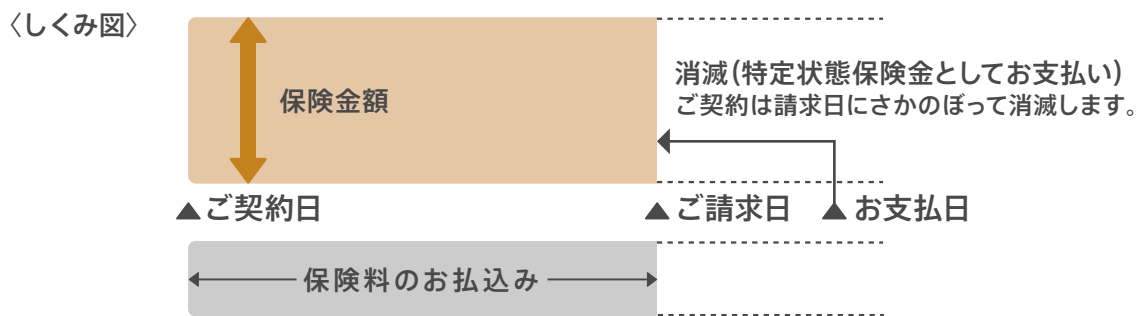 〈しくみ図〉
保険金額
消滅（特定状態保険金としてお支払い）
ご契約は請求日にさかのぼって消滅します。
▲ご契約日
▲ご請求日
▲お支払日
保険料のお払込み